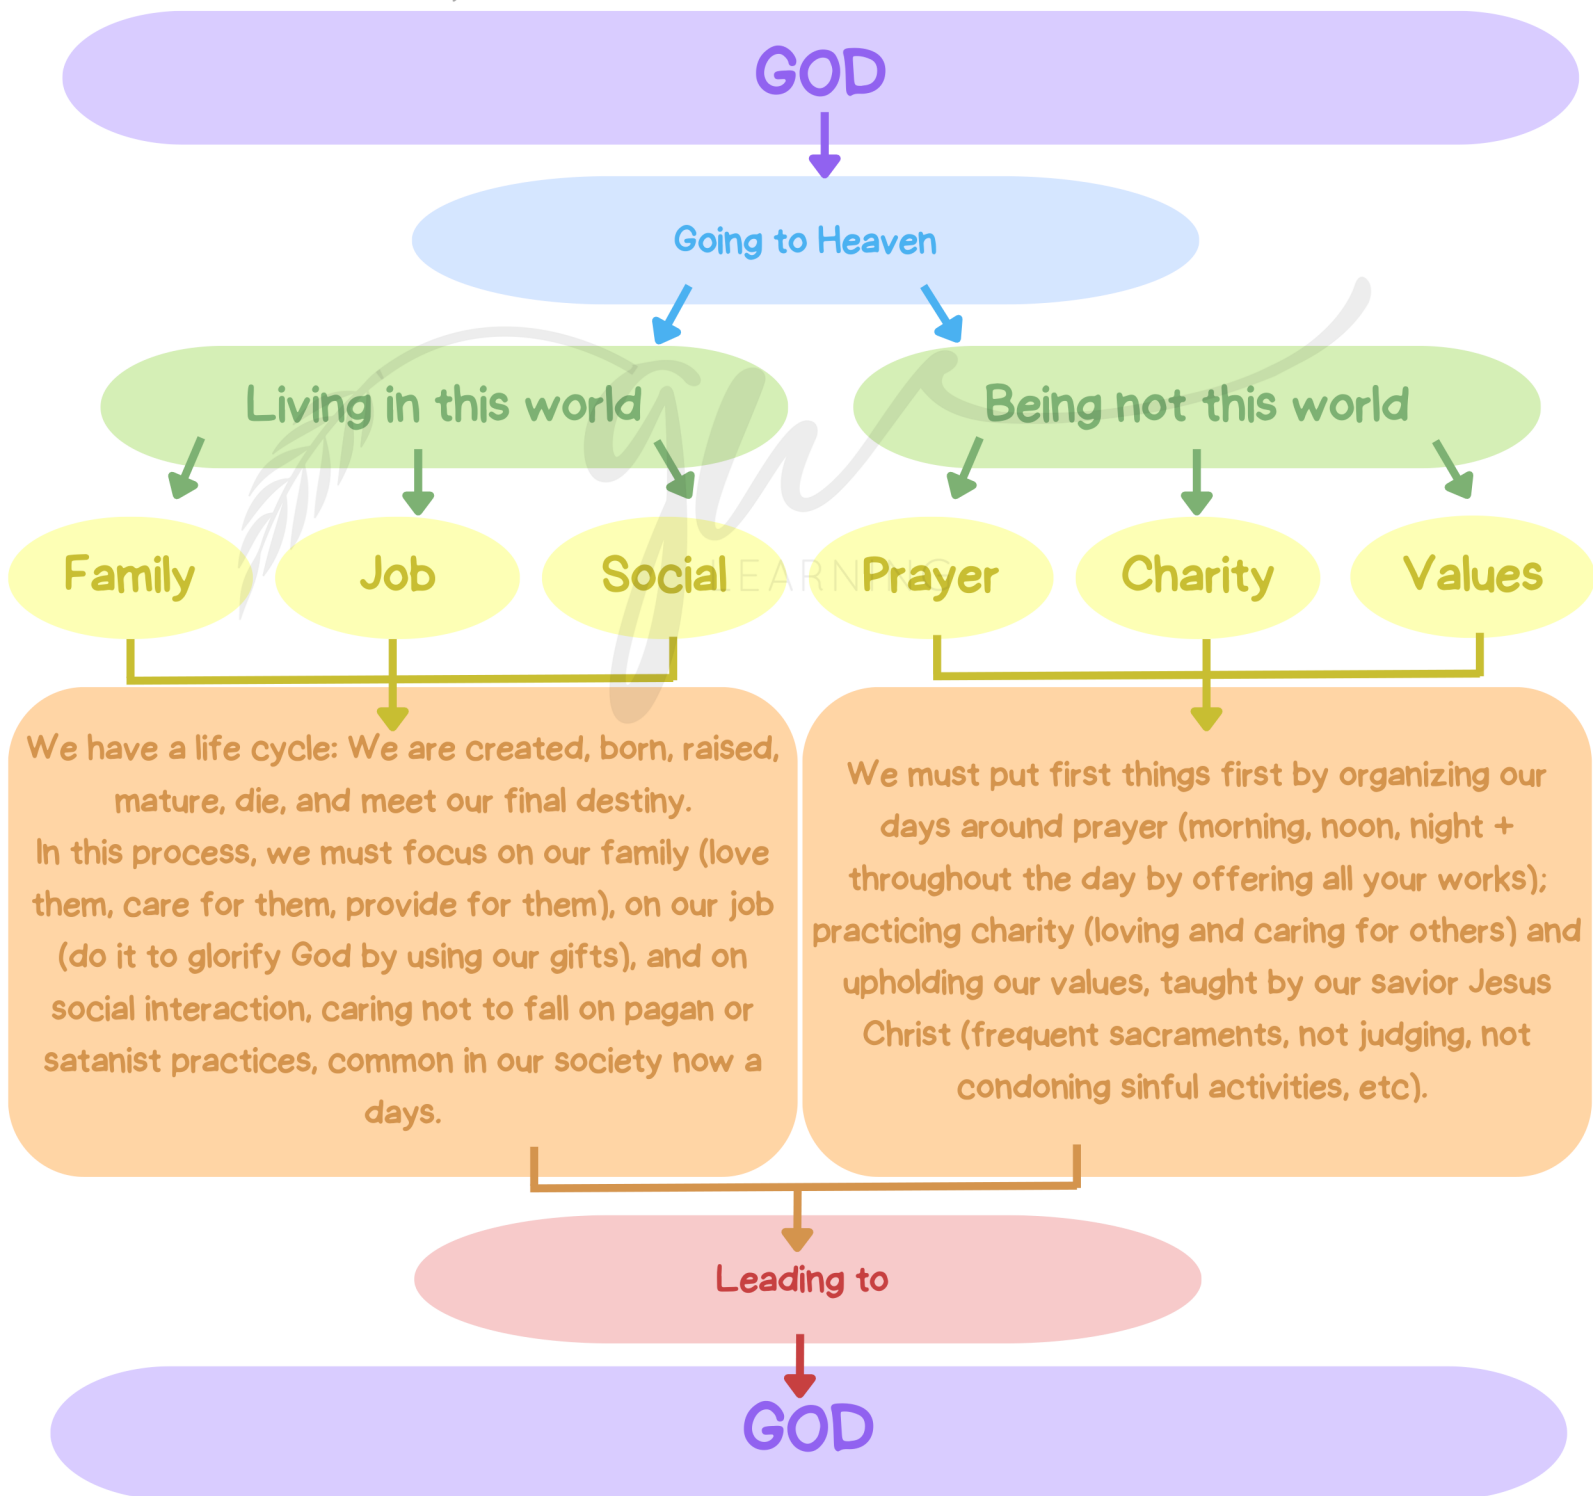 GOD
Going to Heaven
Living in this world
Being not this world
Family
Job
Social
Prayer
Charity
Values
LEARNING
We have a life cycle: We are created, born, raised,
mature, die, and meet our final destiny.
In this process, we must focus on our family (love
them, care for them, provide for them), on our job
(do it to glorify God by using our gifts), and on
social interaction, caring not to fall on pagan or
satanist practices, common in our society now a
days.
We must put first things first by organizing our
days around prayer (morning, noon, night +
throughout the day by offering all your works);
practicing charity (loving and caring for others) and
upholding our values, taught by our savior Jesus
Christ (frequent sacraments, not judging, not
condoning sinful activities, etc).
Leading to
GOD